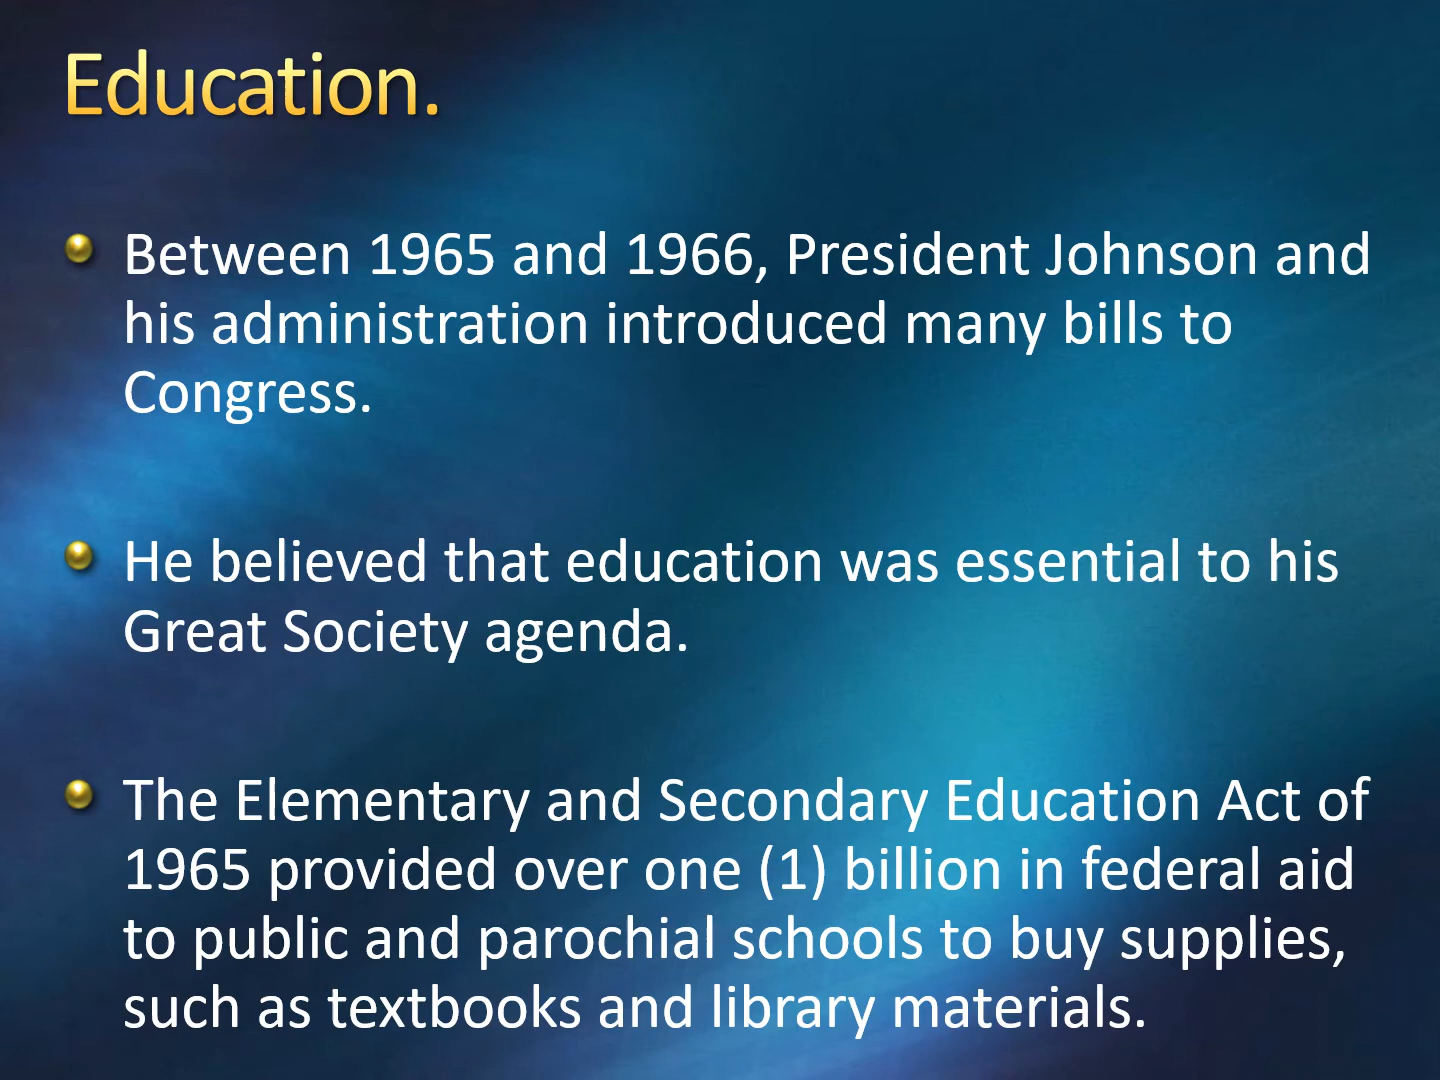 Education.
Between 1965 and 1966, President Johnson and
his administration introduced many bills to
Congress.
He believed that education was essential to his
Great Society agenda.
The Elementary and Secondary Education Act of
1965 provided over one (1) billion in federal aid
to public and parochial schools to buy supplies,
such as textbooks and library materials.